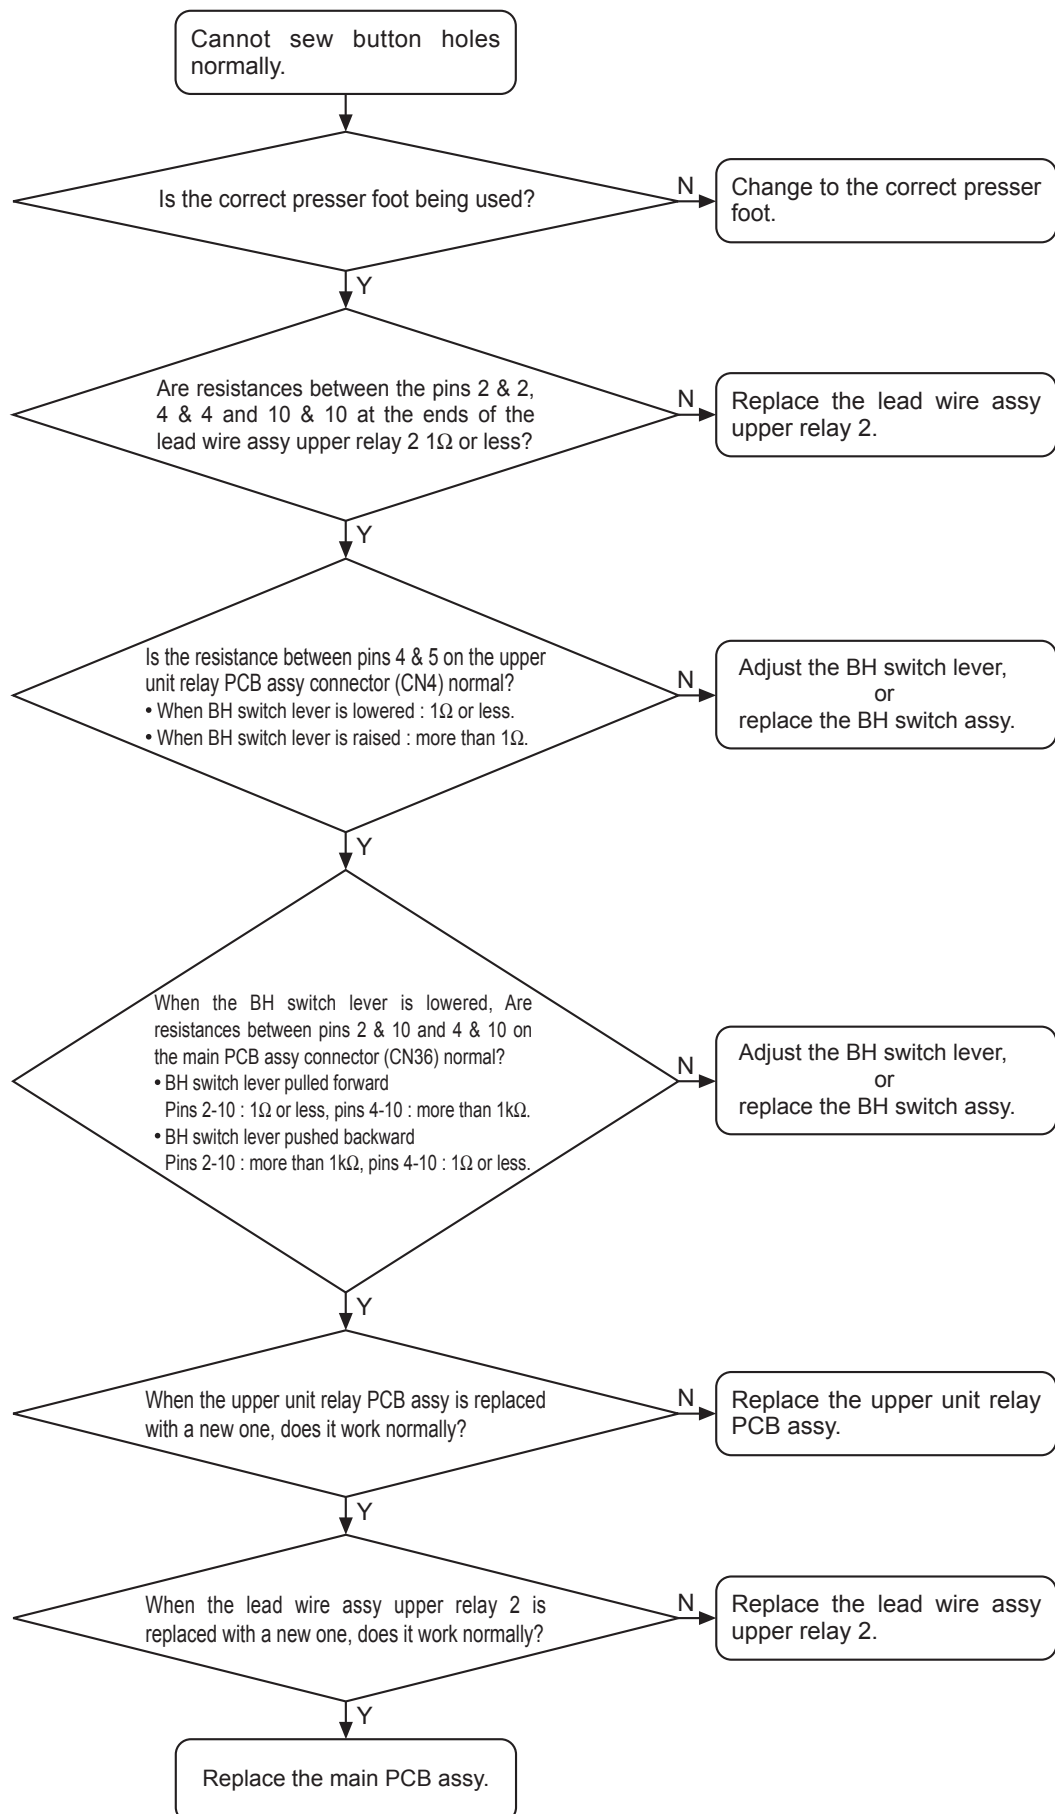 Cannot sew button holes
normally.
Is the correct presser foot being used?
N
Change to the correct presser
foot.
Y
Are resistances between the pins 2 & 2,
4 & 4 and 10 & 10 at the ends of the
lead wire assy upper relay 2 1Ω or less?
N
Replace the lead wire assy
upper relay 2.
Y
Is the resistance between pins 4 & 5 on the upper
unit relay PCB assy connector (CN4) normal?
• When BH switch lever is lowered : 1Ω or less.
• When BH switch lever is raised : more than 1Ω.
N
Adjust the BH switch lever,
or
replace the BH switch assy.
Y
When the BH switch lever is lowered, Are
resistances between pins 2 & 10 and 4 & 10 on
the main PCB assy connector (CN36) normal?
• BH switch lever pulled forward
Pins 2-10 : 1Ω or less, pins 4-10 : more than 1kΩ.
• BH switch lever pushed backward
Pins 2-10 : more than 1kΩ, pins 4-10 : 1Ω or less.
N
Adjust the BH switch lever,
or
replace the BH switch assy.
Y
When the upper unit relay PCB assy is replaced
with a new one, does it work normally?
N
Replace the upper unit relay
PCB assy.
Y
When the lead wire assy upper relay 2 is
replaced with a new one, does it work normally?
N
Replace the lead wire assy
upper relay 2.
Y
Replace the main PCB assy.